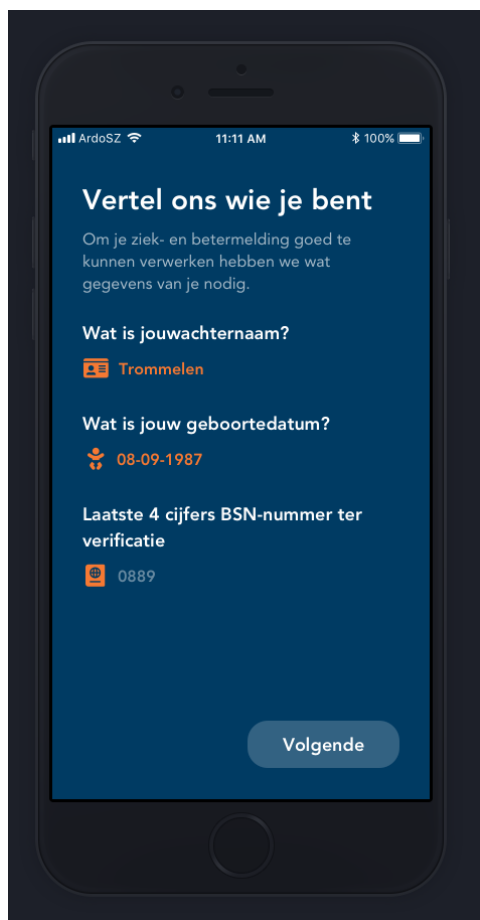 ArdoSZ 11:11 AM 100%
Vertel ons wie je bent
Om je ziek- en betermelding goed te
kunnen verwerken hebben we wat
gegevens van je nodig.
Wat is jouwachternaam?
Trommelen
Wat is jouw geboortedatum?
08-09-1987
Laatste 4 cijfers BSN-nummer ter
verificatie
0889
Volgende